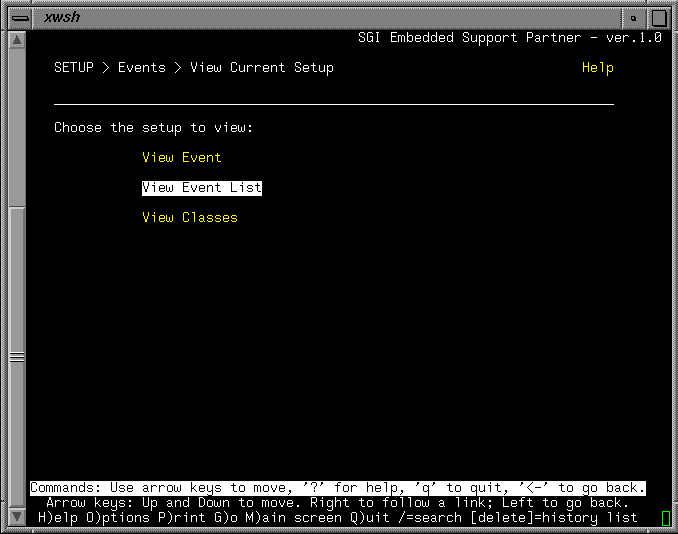 xwsh
SGI Embedded Support Partner - ver.1.0
SETUP > Events > View Current Setup Help
Choose the setup to view:
View Event
View Event List
View Classes
Commands: Use arrow keys to move, '?' for help, 'q' to quit, '<-' to go back.
Arrow keys: Up and Down to move. Right to follow a link; Left to go back.
H)elp O)ptions P)rint G)o M)ain screen Q)uit /=search [delete]=history list